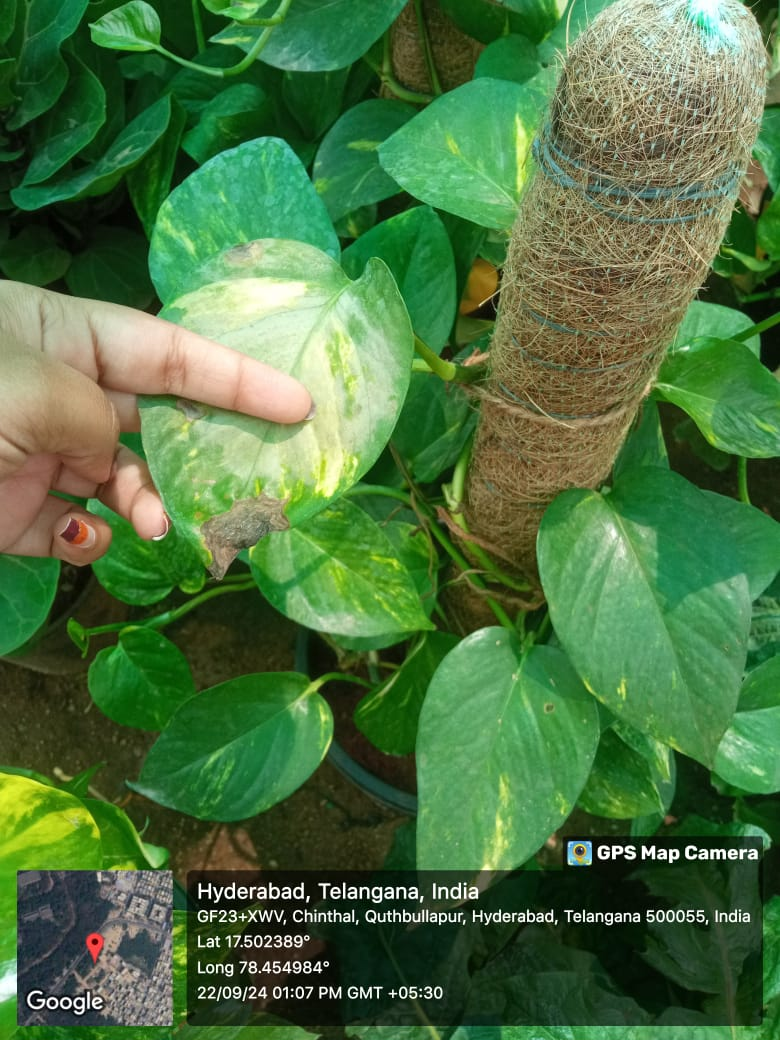 GPS Map Camera
Hyderabad, Telangana, India
GF23+XWV, Chinthal, Quthbullapur, Hyderabad, Telangana 500055, India
Lat 17.502389°
Long 78.454984°
22/09/24 01:07 PM GMT +05:30
Google